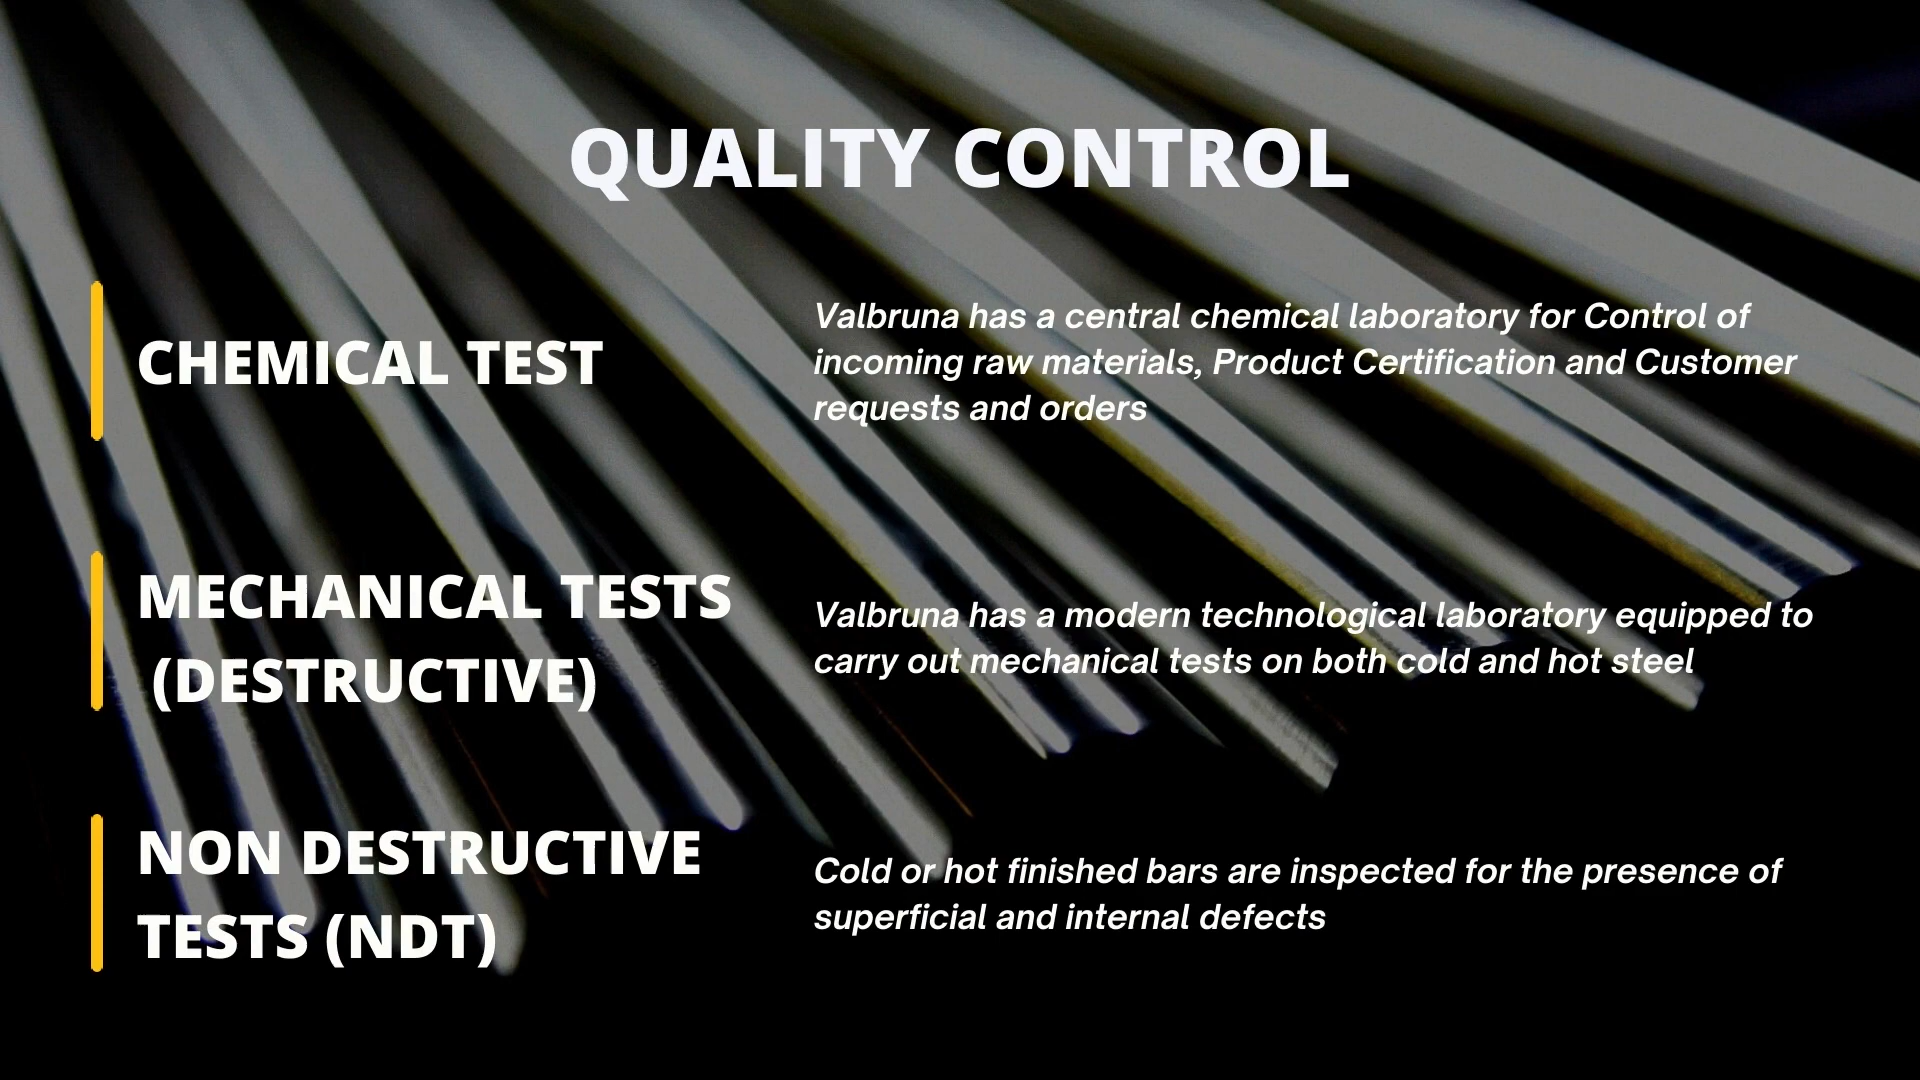 QUALITY CONTROL
CHEMICAL TEST
Valbruna has a central chemical laboratory for Control of
incoming raw materials, Product Certification and Customer
requests and orders
MECHANICAL TESTS
(DESTRUCTIVE)
Valbruna has a modern technological laboratory equipped to
carry out mechanical tests on both cold and hot steel
NON DESTRUCTIVE
TESTS (NDT)
Cold or hot finished bars are inspected for the presence of
superficial and internal defects